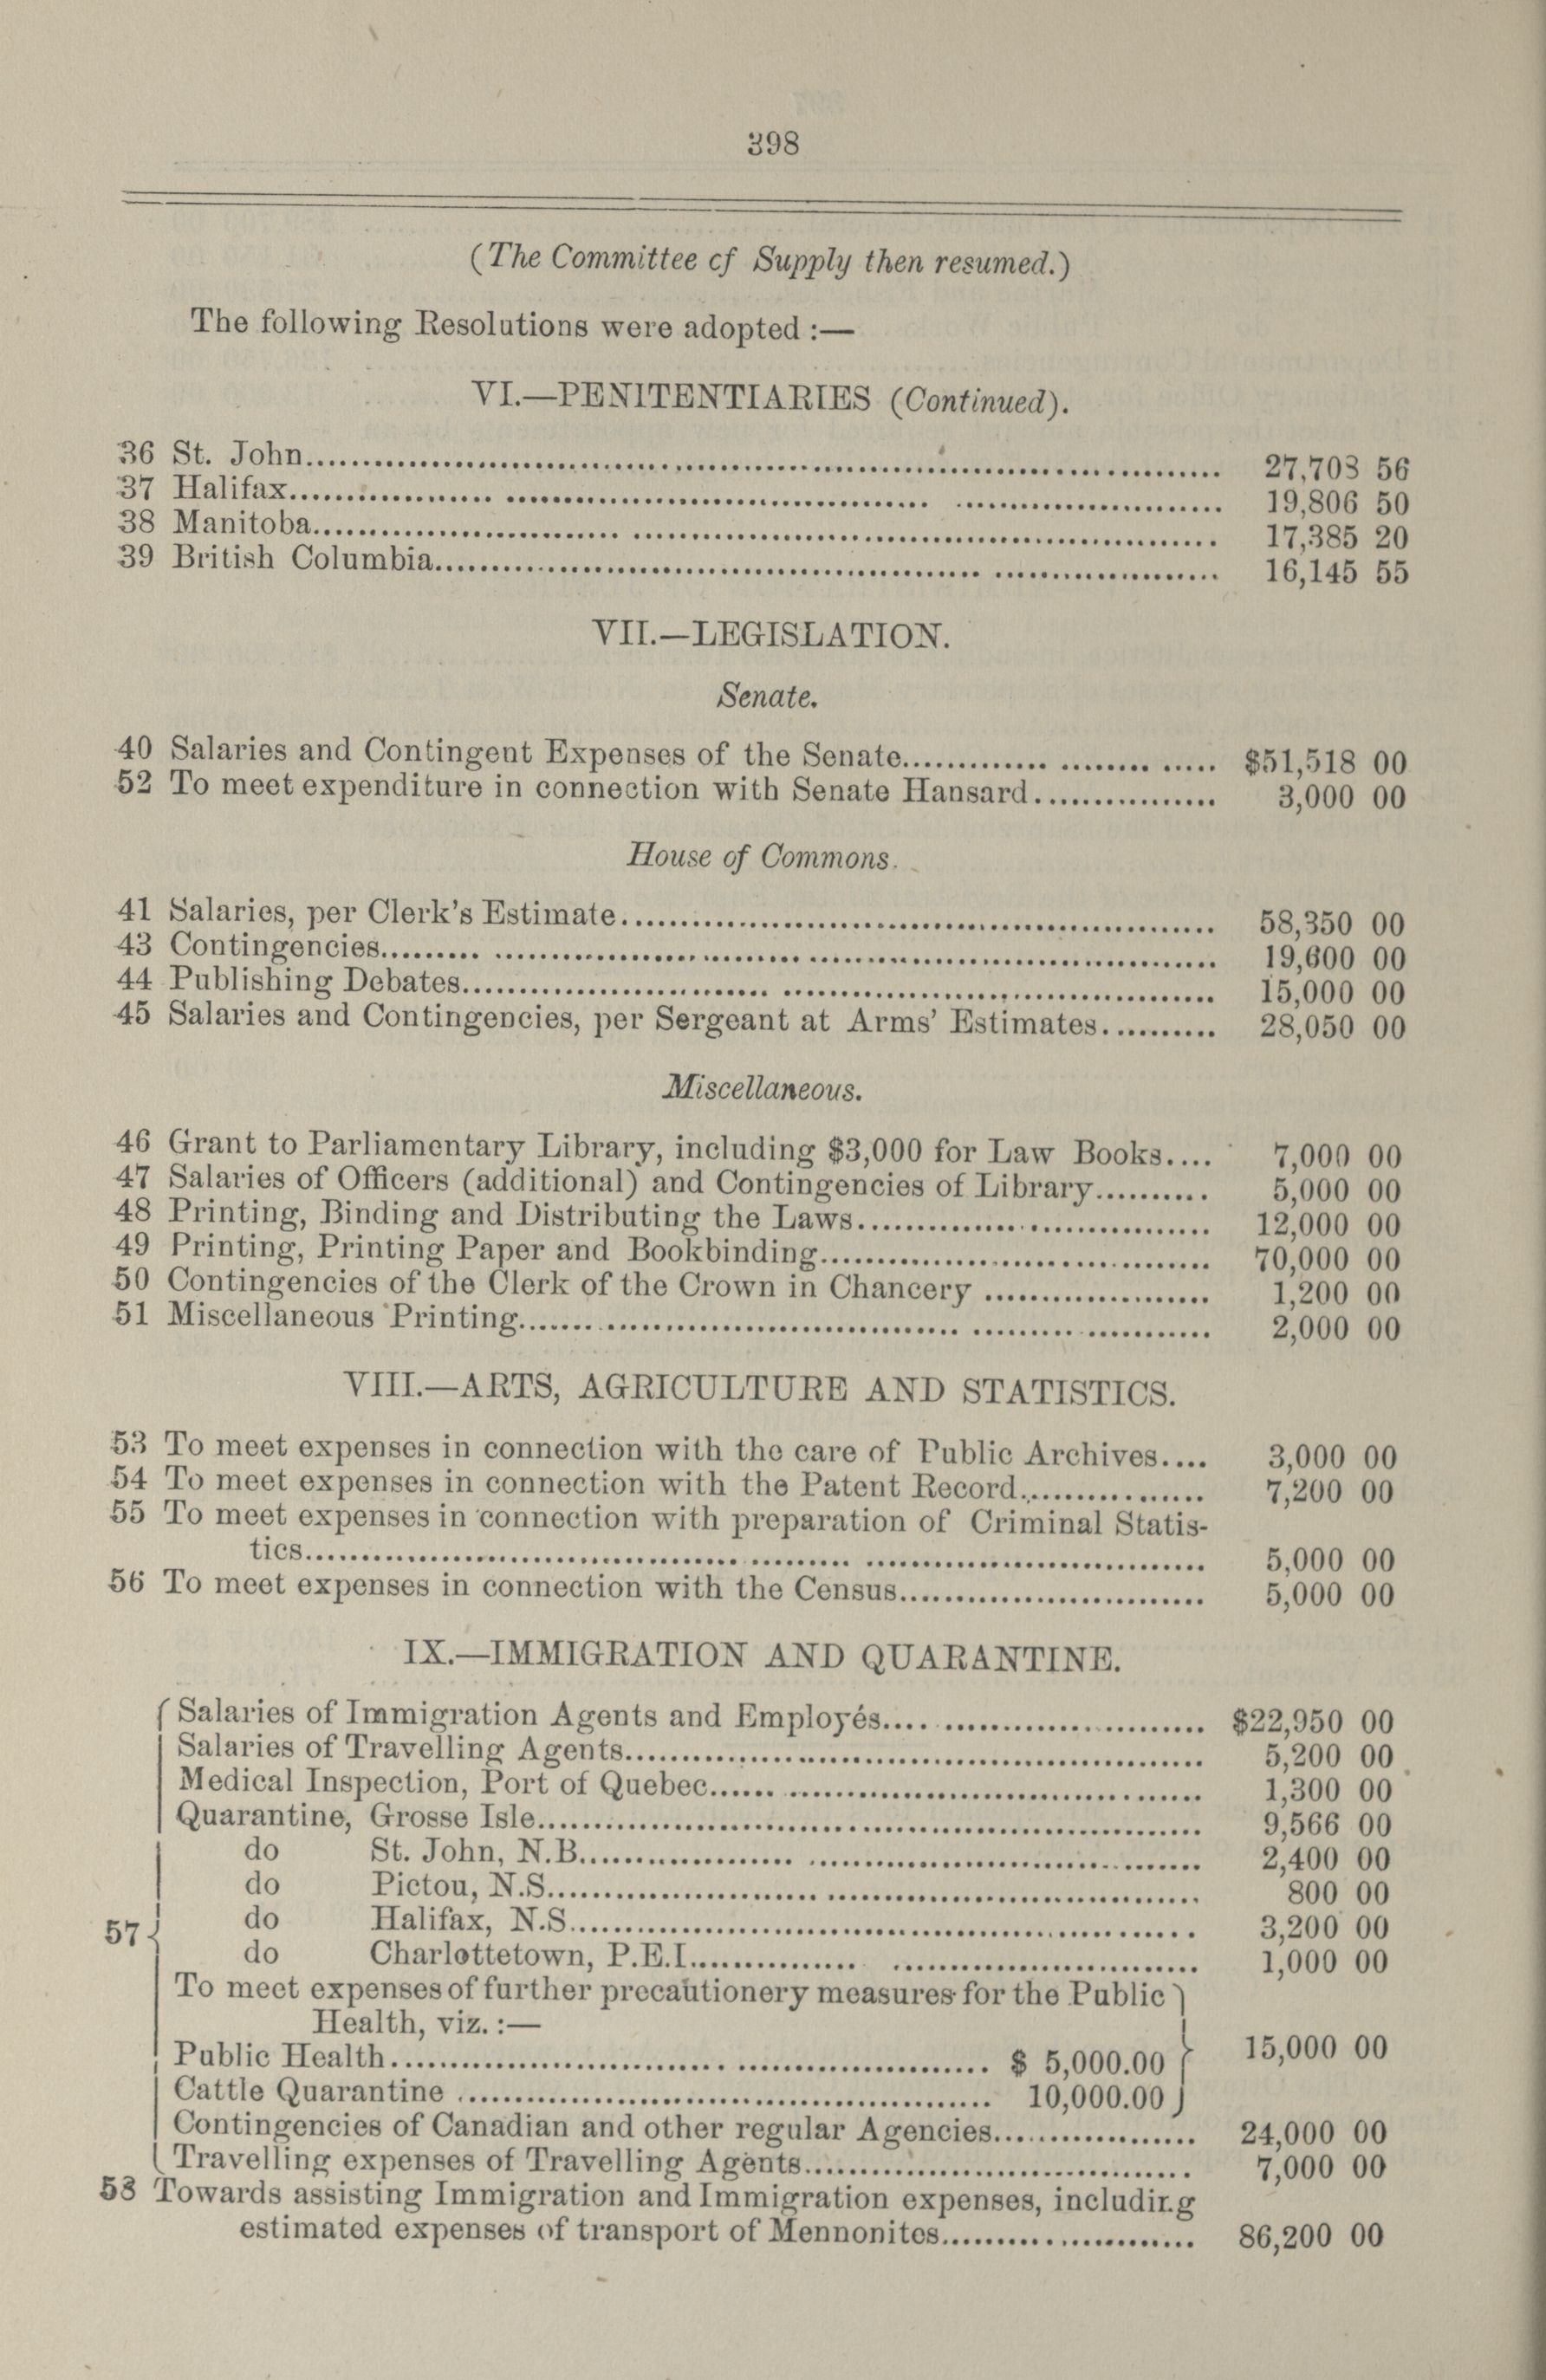 398
(The Committee cf Supply then resumed.)
The following Resolutions were adopted :—
VI.—PENITENTIARIES (Continued).
36 St. John........................................ 27,703 56
37 Halifax........................................ 19,806 50
38 Manitoba........................................ 17,385 20
39 British Columbia........................................ 16,145 55
VII.—LEGISLATION.
Senate.
40 Salaries and Contingent Expenses of the Senate.................... $51,518 00
52 To meet expenditure in connection with Senate Hansard................ 3,000 00
House of Commons.
41 Salaries, per Clerk's Estimate........................................ 58,350 00
43 Contingencies........................................ 19,600 00
44 Publishing Debates........................................ 15,000 00
45 Salaries and Contingencies, per Sergeant at Arms' Estimates.......... 28,050 00
Miscellaneous.
46 Grant to Parliamentary Library, including $3,000 for Law Books.... 7,000 00
47 Salaries of Officers (additional) and Contingencies of Library.......... 5,000 00
48 Printing, Binding and Distributing the Laws.............................. 12,000 00
49 Printing, Printing Paper and Bookbinding.............................. 70,000 00
50 Contingencies of the Clerk of the Crown in Chancery .................... 1,200 00
51 Miscellaneous Printing........................................ 2,000 00
VIII.—ARTS, AGRICULTURE AND STATISTICS.
53 To meet expenses in connection with the care of Public Archives.... 3,000 00
54 To meet expenses in connection with the Patent Record................ 7,200 00
55 To meet expenses in connection with preparation of Criminal Statis-
tics........................................ 5,000 00
56 To meet expenses in connection with the Census.......................... 5,000 00
IX.—IMMIGRATION AND QUARANTINE.
Salaries of Immigration Agents and Employés.......................... $22,950 00
Salaries of Travelling Agents........................................ 5,200 00
Medical Inspection, Port of Quebec.................................... 1,300 00
Quarantine, Grosse Isle........................................ 9,566 00
do St. John, N.B........................................ 2,400 00
do Pictou, N.S........................................ 800 00
57 do Halifax, N.S........................................ 3,200 00
do Charlottetown, P.E.I........................................ 1,000 00
To meet expenses of further precautionery measures for the Public
Health, viz. :—
Public Health........................................ $ 5,000.00 15,000 00
Cattle Quarantine ........................................ 10,000.00
Contingencies of Canadian and other regular Agencies.................. 24,000 00
Travelling expenses of Travelling Agents.............................. 7,000 00
58 Towards assisting Immigration and Immigration expenses, including
estimated expenses of transport of Mennonites...................... 86,200 00